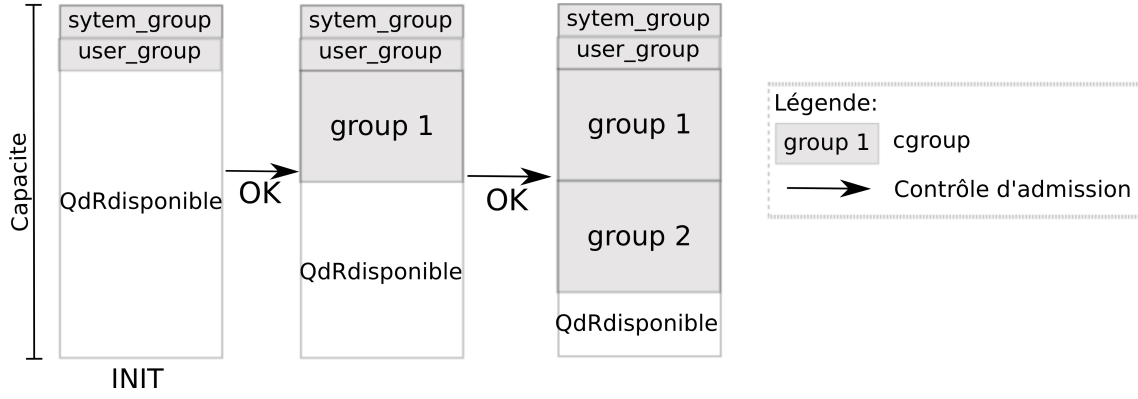 Capacite
sytem_group
user_group
QdRdisponible
INIT
OK
sytem_group
user_group
group 1
QdRdisponible
OK
sytem_group
user_group
group 1
group 2
QdRdisponible
Légende:
group 1 cgroup
Contrôle d'admission